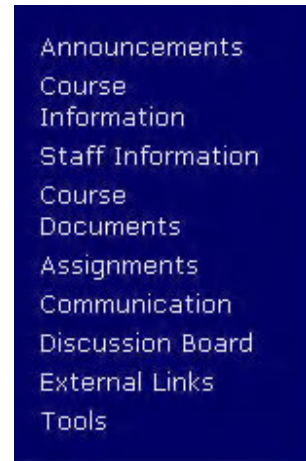 Announcements
Course
Information
Staff Information
Course
Documents
Assignments
Communication
Discussion Board
External Links
Tools